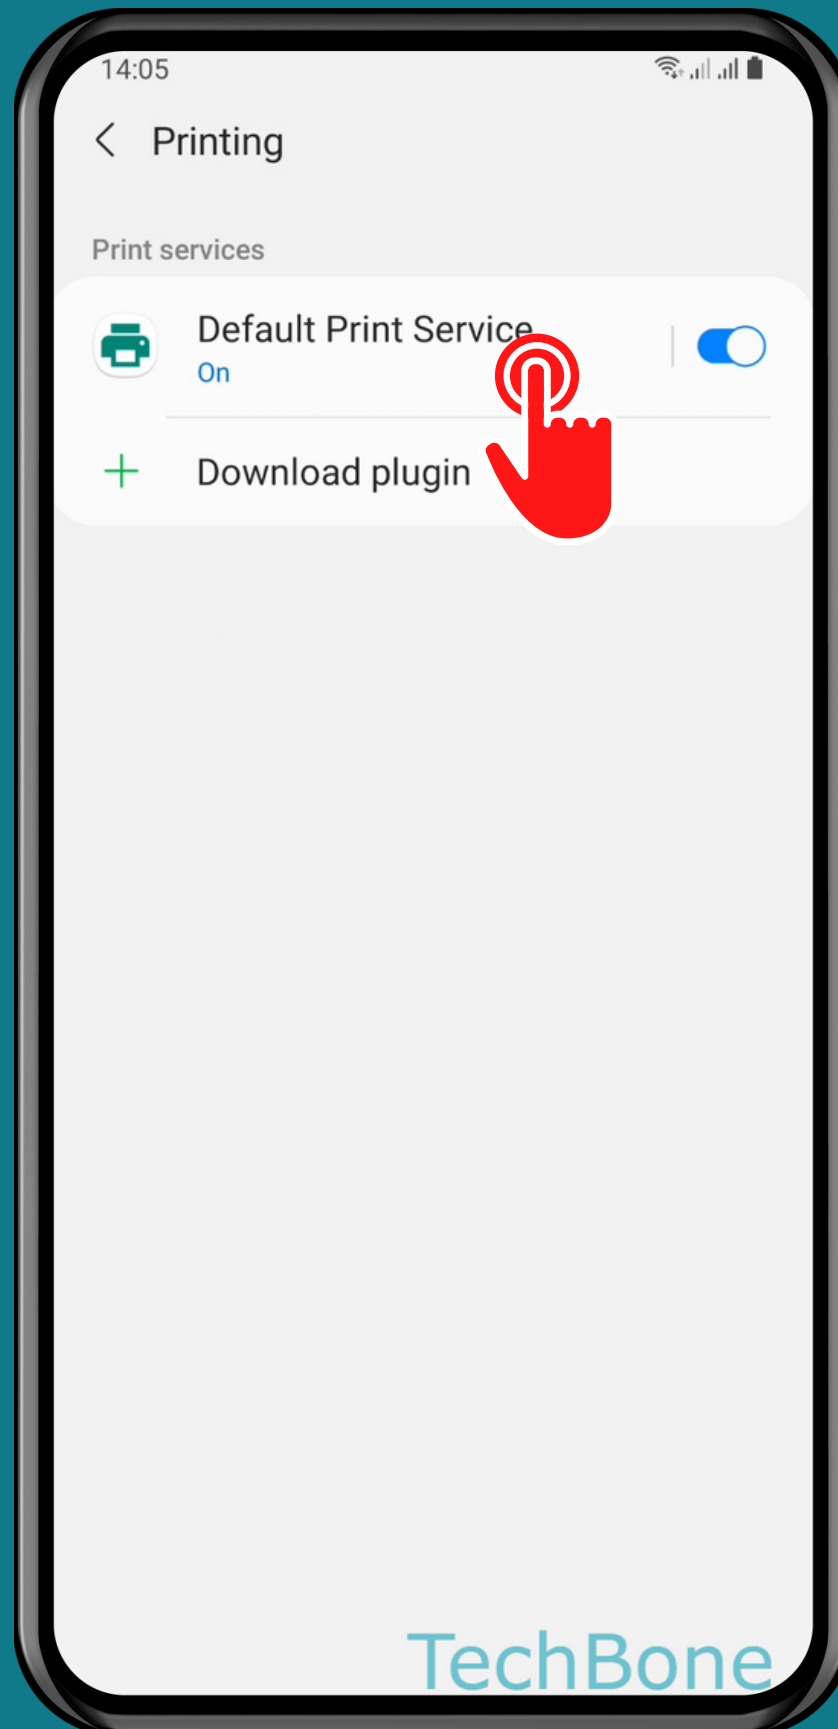 14:05
Printing
Print services
Default Print Service
On
Download plugin
TechBone